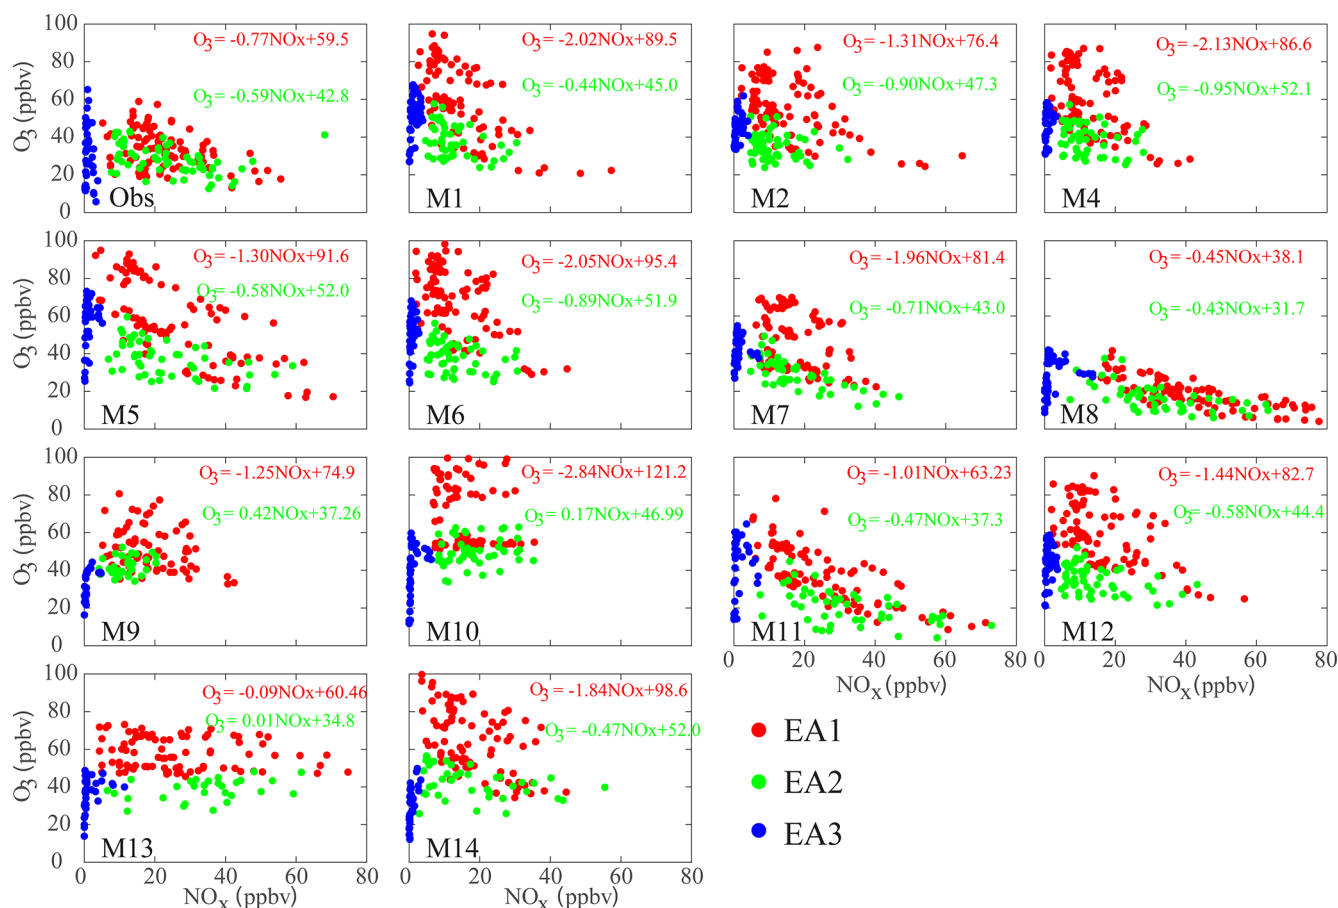 100
80
60
40
20
0
O3 (ppbv)
O3= -0.77NOx+59.5
O3= -0.59NOx+42.8
Obs
O3= -2.02NOx+89.5
O3= -0.44NOx+45.0
M1
O3= -1.31NOx+76.4
O3= -0.90NOx+47.3
M2
O3= -2.13NOx+86.6
O3= -0.95NOx+52.1
M4
100
80
60
40
20
0
O3 (ppbv)
O3= -1.30NOx+91.6
O3= -0.58NOx+52.0
M5
O3= -2.05NOx+95.4
O3= -0.89NOx+51.9
M6
O3= -1.96NOx+81.4
O3= -0.71NOx+43.0
M7
O3= -0.45NOx+38.1
O3= -0.43NOx+31.7
M8
100
80
60
40
20
0
O3 (ppbv)
O3= -1.25NOx+74.9
O3= 0.42NOx+37.26
M9
O3= -2.84NOx+121.2
O3= 0.17NOx+46.99
M10
O3= -1.01NOx+63.23
O3= -0.47NOx+37.3
M11
0 20 40 60 80
NOx (ppbv)
O3= -1.44NOx+82.7
O3= -0.58NOx+44.4
M12
0 20 40 60 80
NOx (ppbv)
100
80
60
40
20
0
O3 (ppbv)
O3= -0.09NOx+60.46
O3= 0.01NOx+34.8
M13
0 20 40 60 80
NOx (ppbv)
O3= -1.84NOx+98.6
O3= -0.47NOx+52.0
M14
0 20 40 60 80
NOx (ppbv)
EA1
EA2
EA3